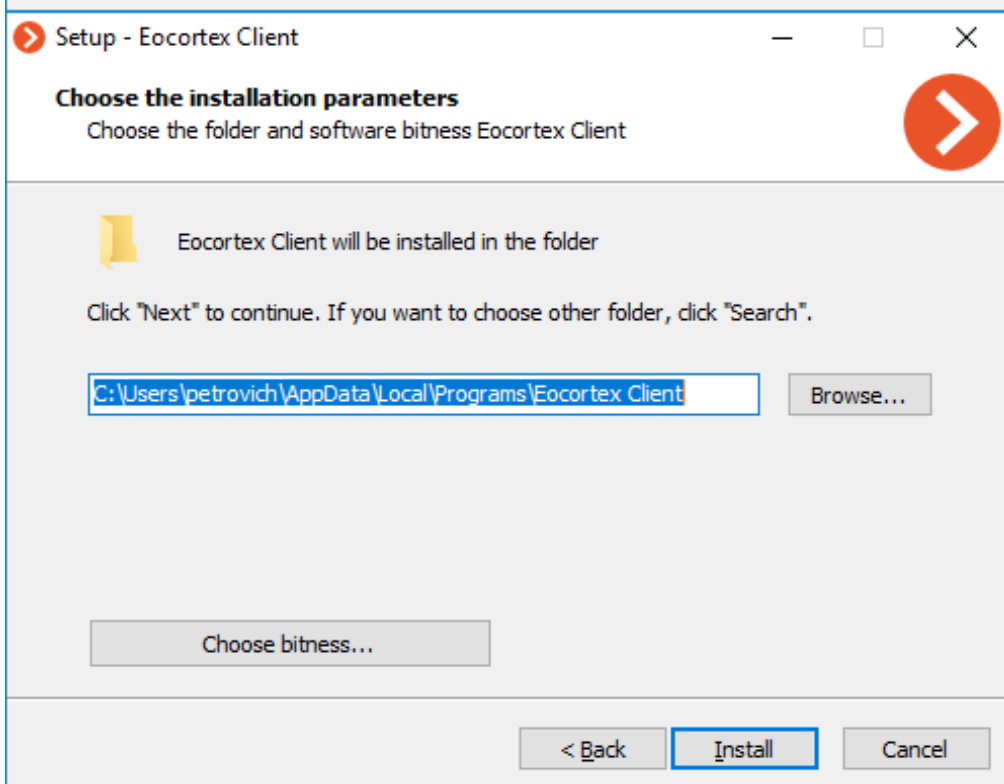 Setup - Eocortex Client
Choose the installation parameters
Choose the folder and software bitness Eocortex Client
Eocortex Client will be installed in the folder
Click "Next" to continue. If you want to choose other folder, click "Search".
C:\Users\petrovich\AppData\Local\Programs\Eocortex Client
Browse...
Choose bitness...
< Back
Install
Cancel